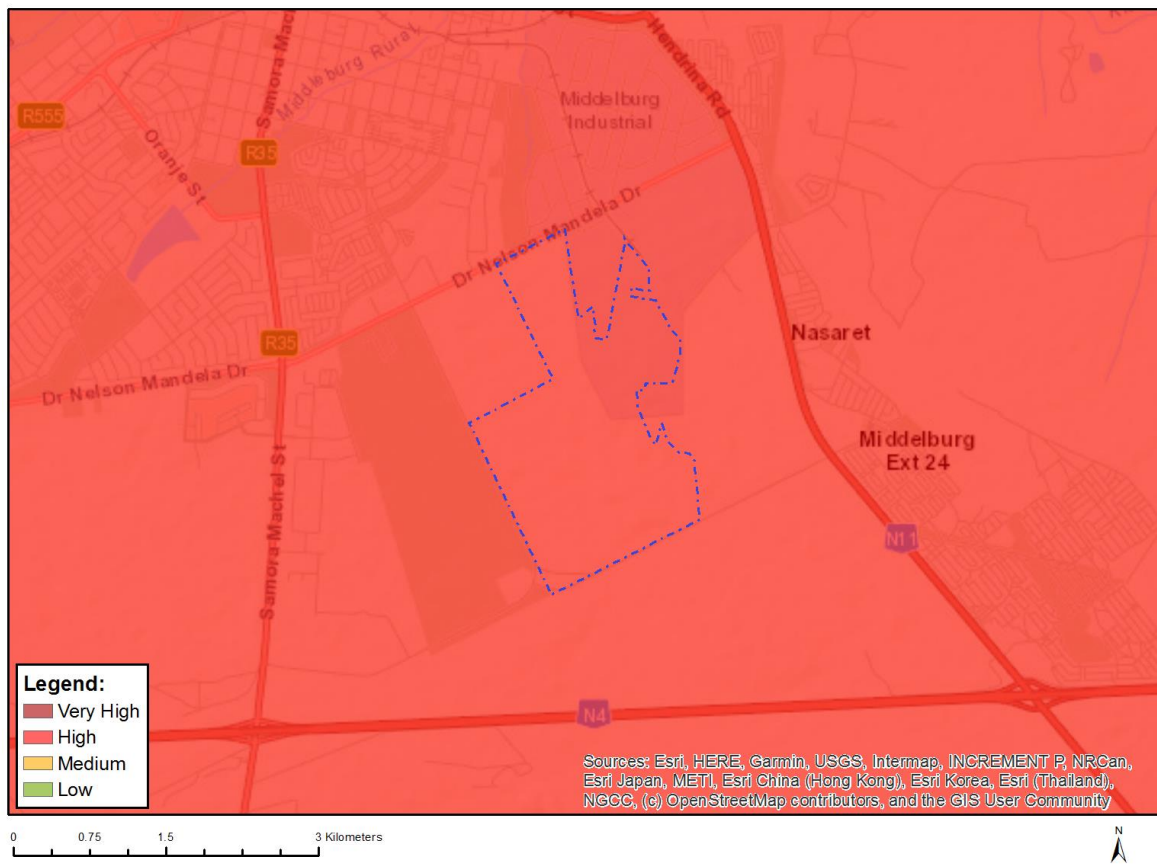 Hendrina Rd
Samora Mac
Middleburg Rural
Middelburg
Industrial
R555
R35
Oranje St
Dr Nelson Mandela Dr
R35
Nasaret
Dr Nelson Mandela Dr
Middelburg
Ext 24
Samora Machel St
N11
N4
Legend:
Very High
High
Medium
Low
Sources: Esri, HERE, Garmin, USGS, Intermap, INCREMENT P, NRCan,
Esri Japan, METI, Esri China (Hong Kong), Esri Korea, Esri (Thailand),
NGCC, (c) OpenStreetMap contributors, and the GIS User Community
0 0.75 1.5 3 Kilometers
N